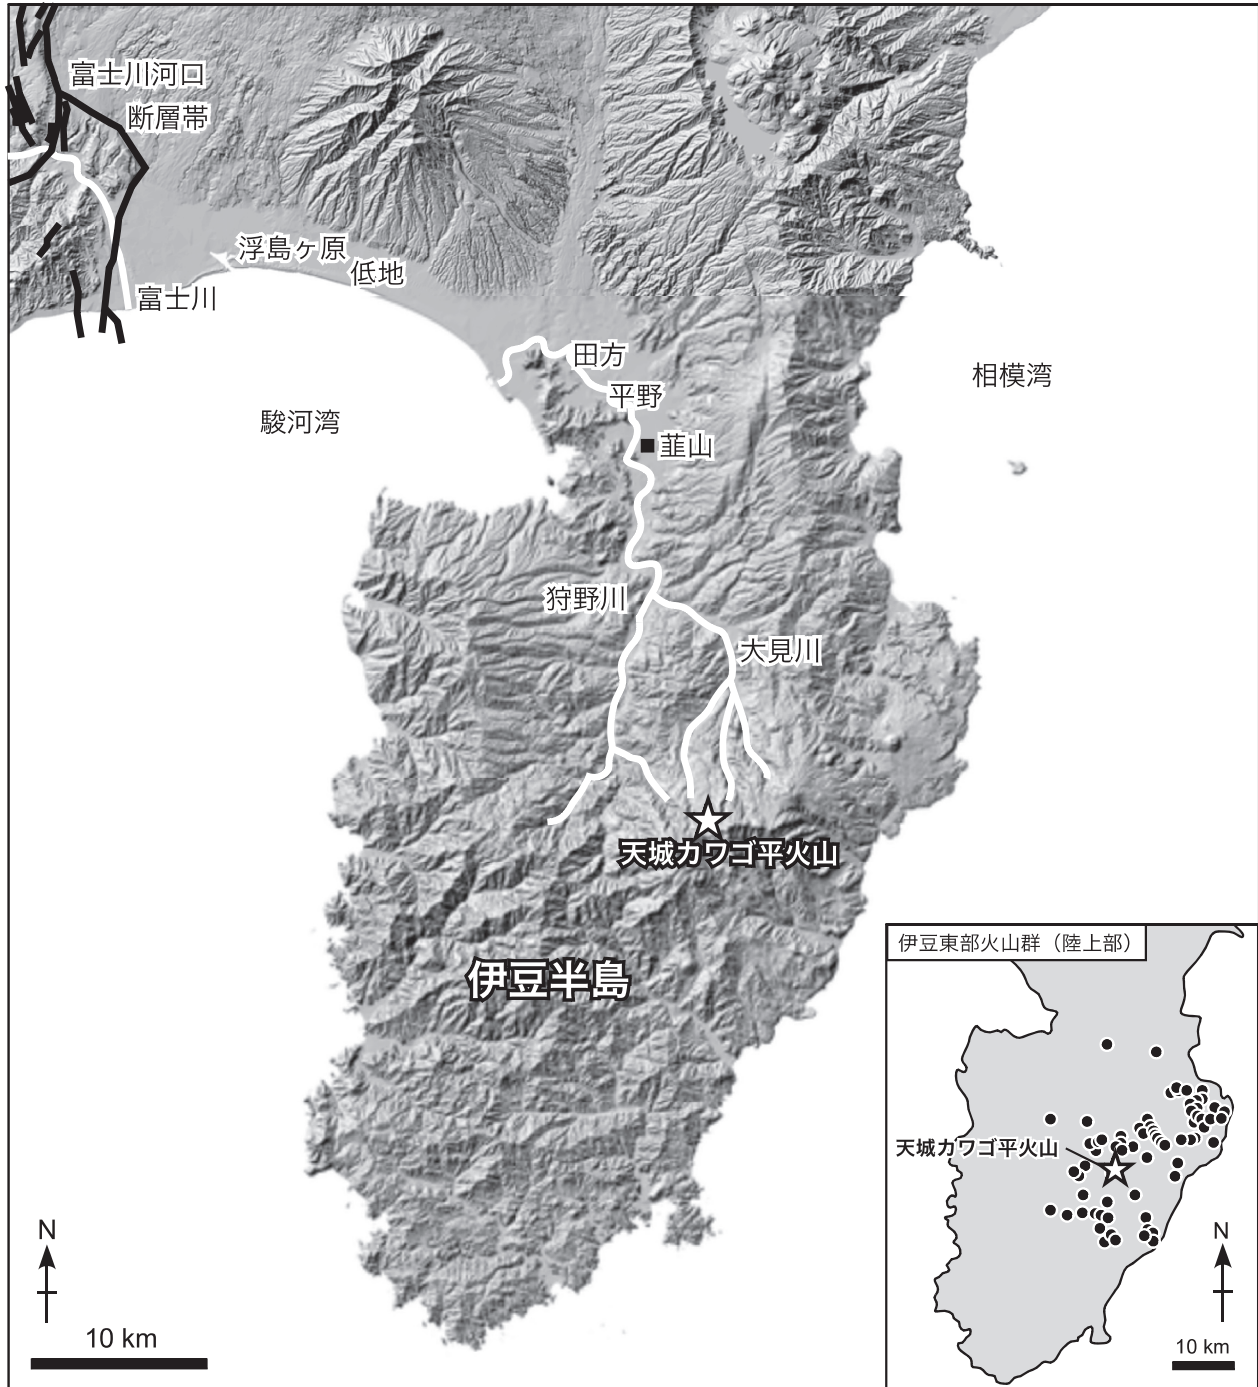 富士川河口
断層帯
浮島ヶ原
低地
富士川
田方
平野
相模湾
駿河湾
韮山
狩野川
大見川
天城カワゴ平火山
伊豆半島
N
10 km
伊豆東部火山群（陸上部）
天城カワゴ平火山
N
10 km